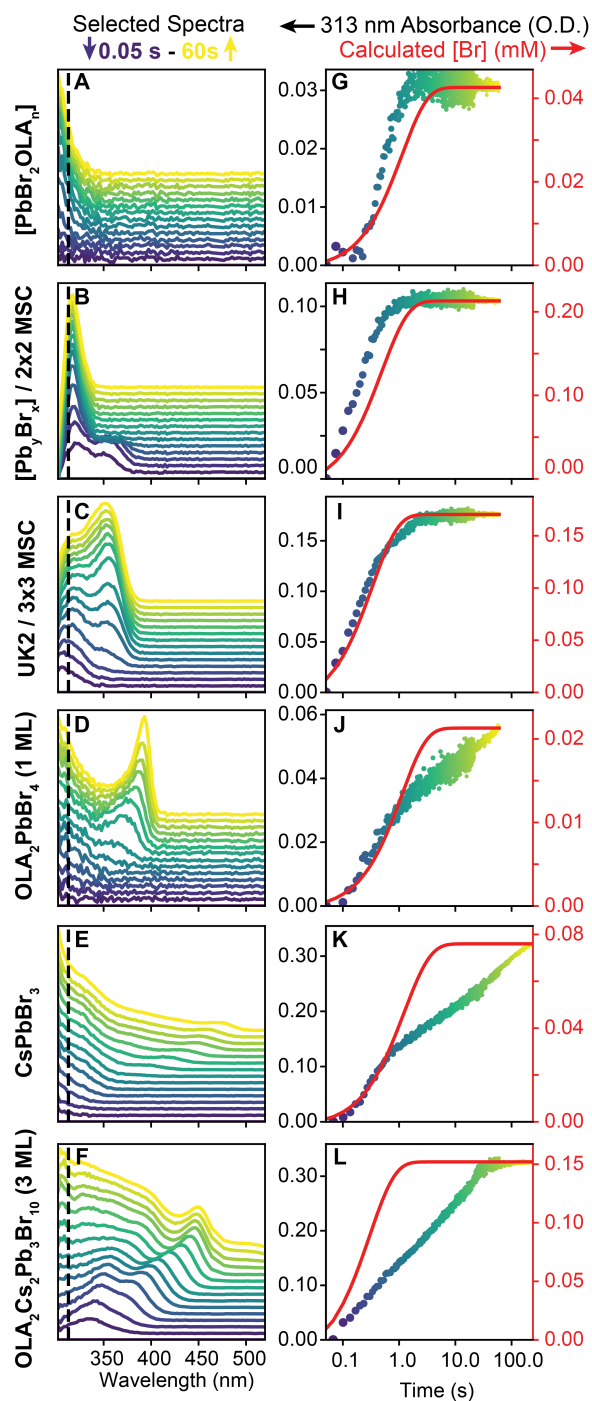 Selected Spectra
↓0.05 s - 60s↑
← 313 nm Absorbance (O.D.)
Calculated [Br] (mM) →
[PbBr2OLAn]
A
G
0.03
0.02
0.01
0.00
0.04
0.02
0.00
[PbyBrx] / 2x2 MSC
B
H
0.10
0.05
0.00
0.20
0.10
0.00
UK2 / 3x3 MSC
C
I
0.15
0.10
0.05
0.00
0.15
0.10
0.05
0.00
OLA2PbBr4 (1 ML)
D
J
0.06
0.04
0.02
0.00
0.02
0.01
0.00
CsPbBr3
E
K
0.30
0.20
0.10
0.00
0.08
0.04
0.00
OLA2Cs2Pb3Br10 (3 ML)
F
L
0.30
0.20
0.10
0.00
0.15
0.10
0.05
0.00
350 400 450 500
Wavelength (nm)
0.1 1.0 10.0 100.0
Time (s)